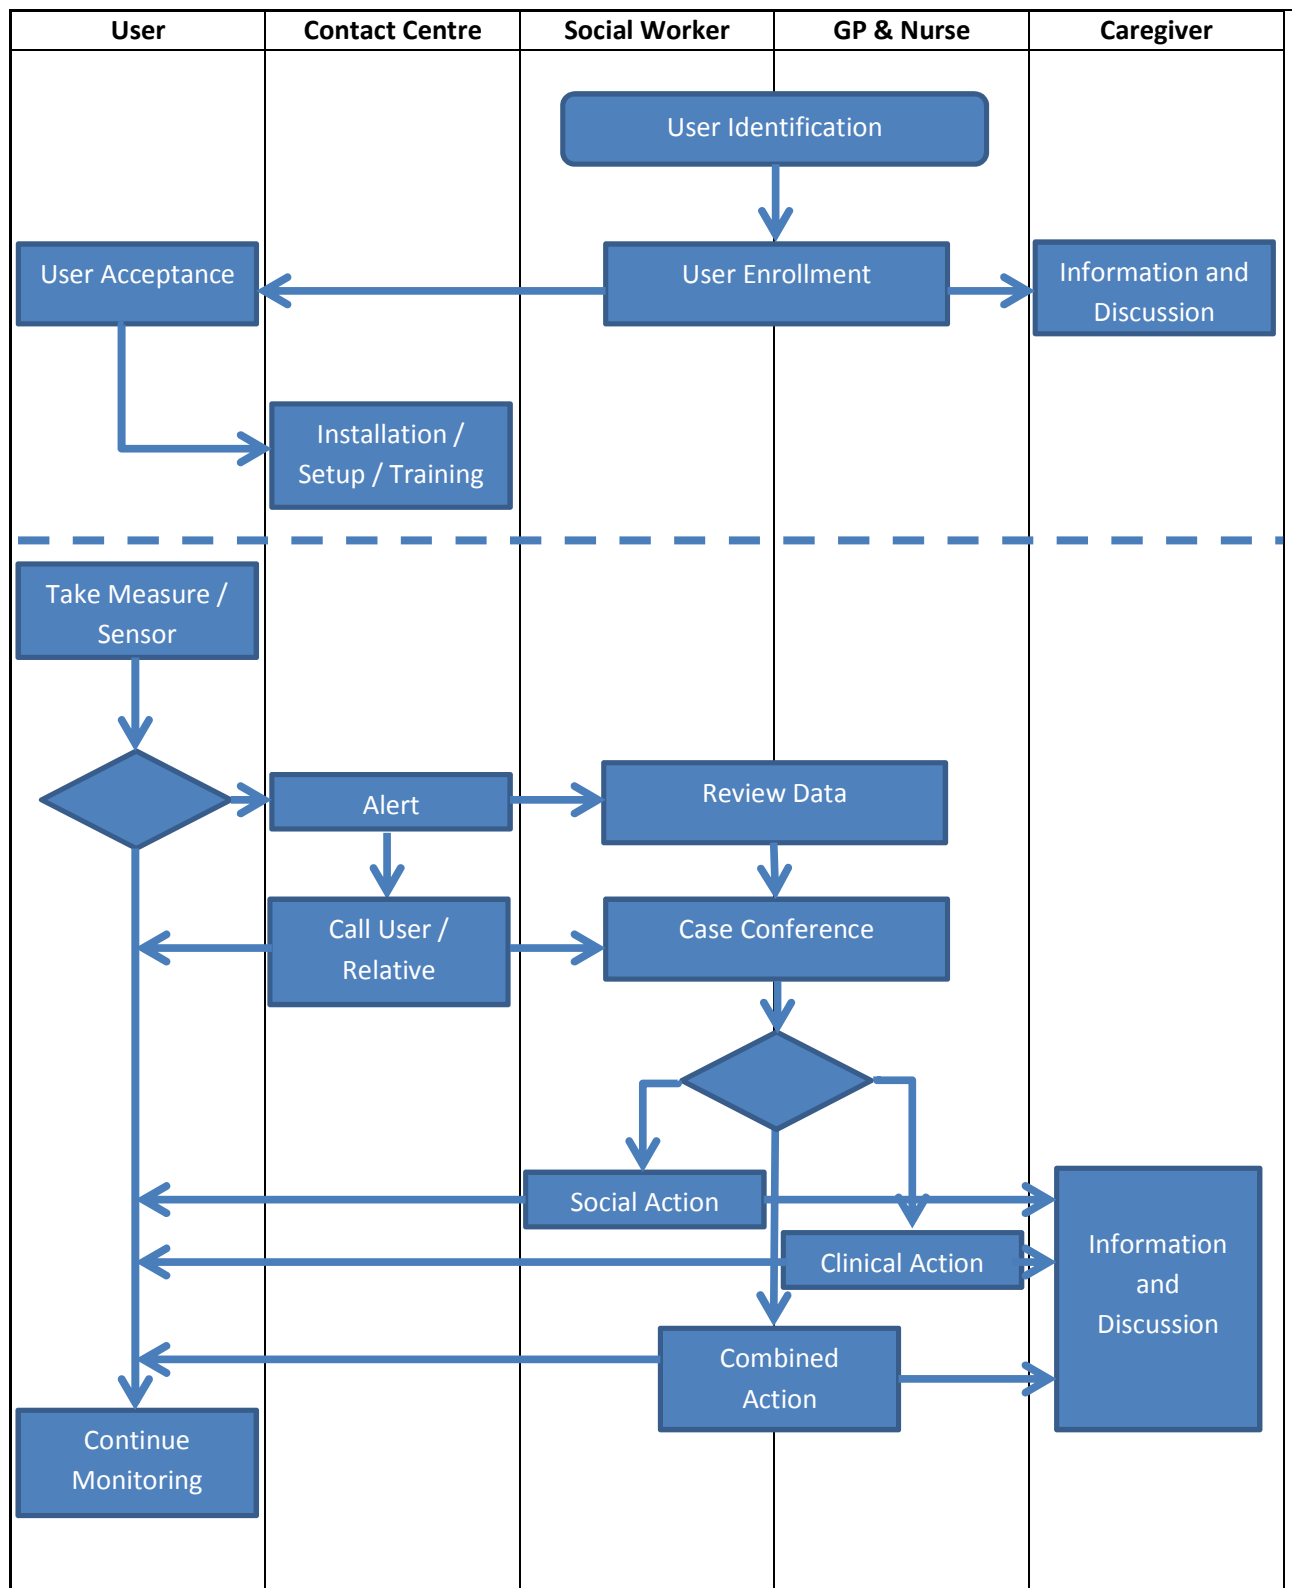 User
Contact Centre
Social Worker
GP & Nurse
Caregiver
User Identification
User Acceptance
User Enrollment
Information and
Discussion
Installation /
Setup / Training
Take Measure /
Sensor
Alert
Review Data
Call User /
Relative
Case Conference
Social Action
Clinical Action
Information
and
Discussion
Combined
Action
Continue
Monitoring